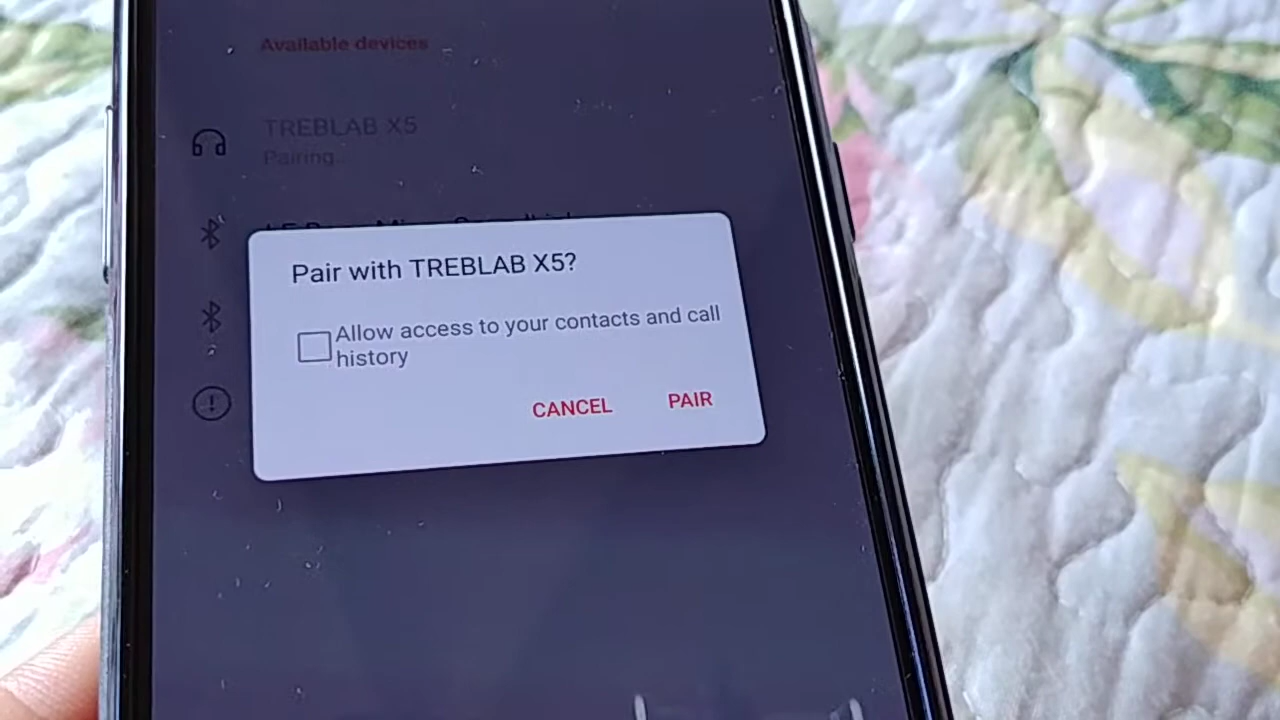 Available devices
TREBLAB X5
Pairing...
Pair with TREBLAB X5?
Allow access to your contacts and call
history
CANCEL
PAIR